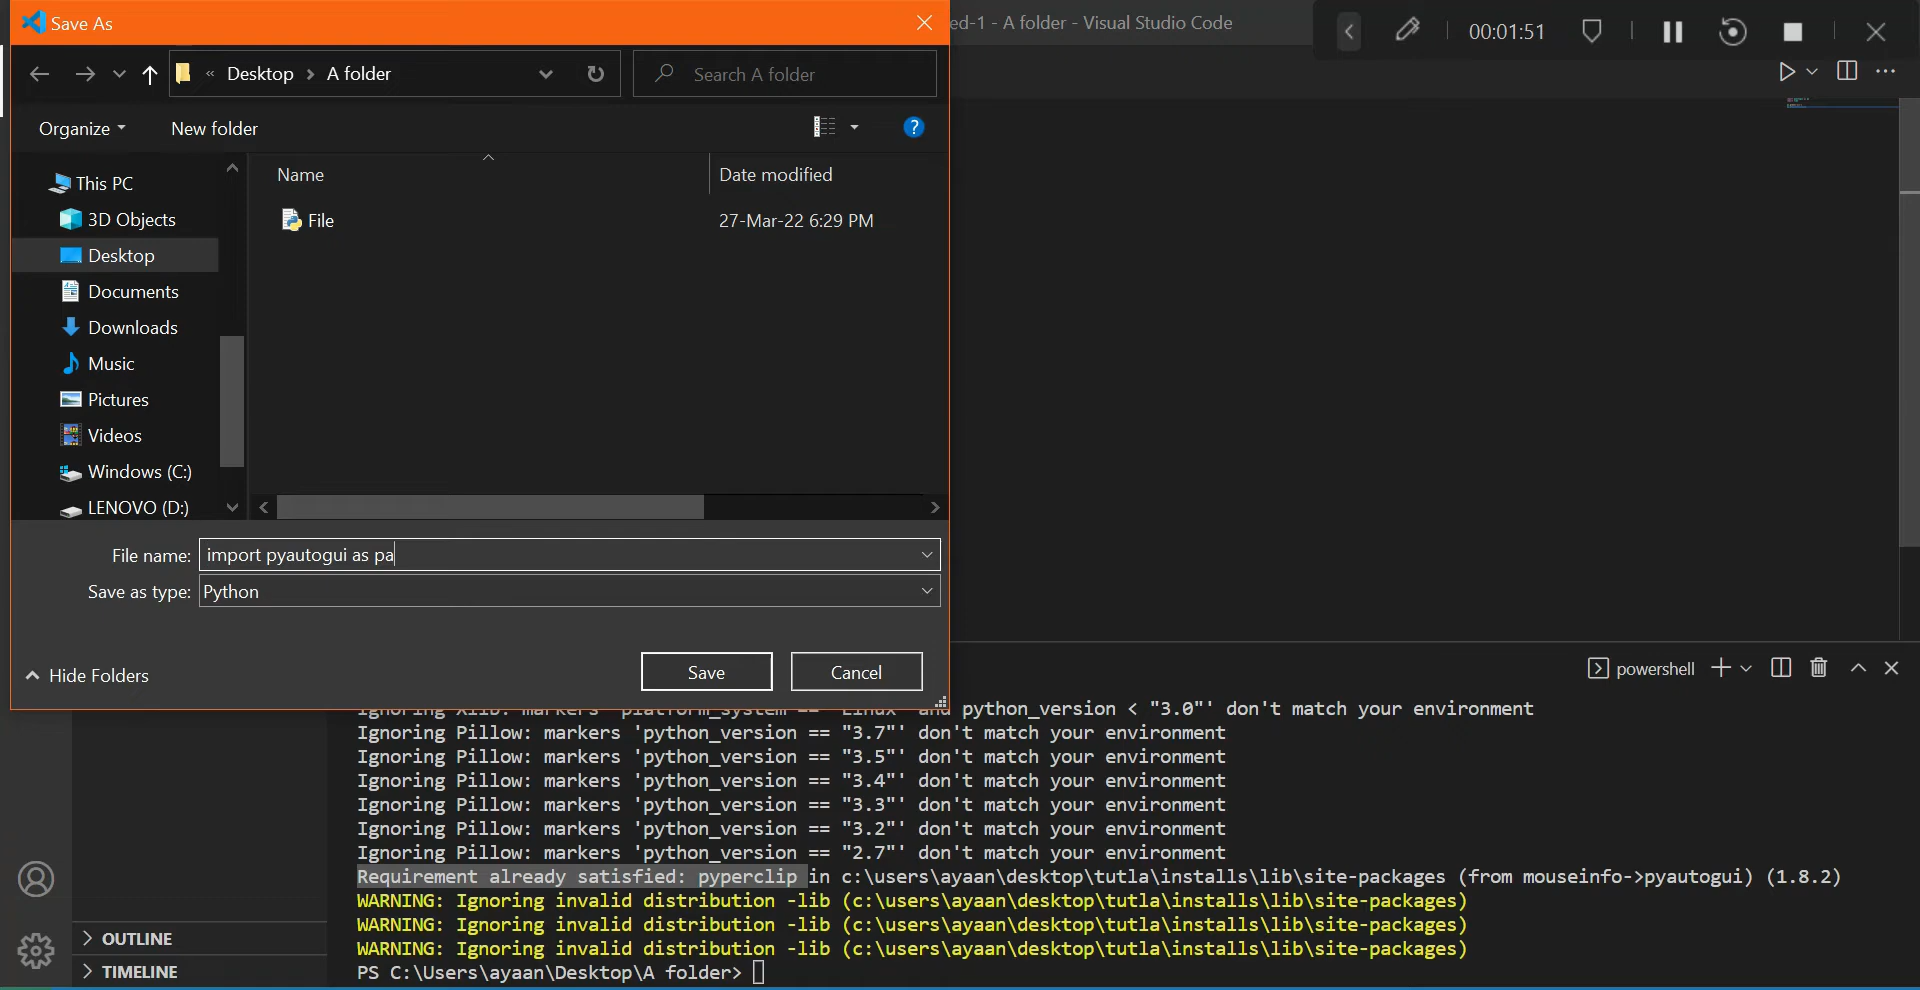 Save As
ed-1 - A folder - Visual Studio Code
00:01:51
« Desktop > A folder
Search A folder
Organize
New folder
?
This PC
3D Objects
Desktop
Documents
Downloads
Music
Pictures
Videos
Windows (C:)
LENOVO (D:)
Name
Date modified
File
27-Mar-22 6:29 PM
File name: import pyautogui as pa
Save as type: Python
Hide Folders
Save
Cancel
powershell
Ignoring Xlib: markers 'platform_system == "Linux" and python_version < "3.0"' don't match your environment
Ignoring Pillow: markers 'python_version == "3.7"' don't match your environment
Ignoring Pillow: markers 'python_version == "3.5"' don't match your environment
Ignoring Pillow: markers 'python_version == "3.4"' don't match your environment
Ignoring Pillow: markers 'python_version == "3.3"' don't match your environment
Ignoring Pillow: markers 'python_version == "3.2"' don't match your environment
Ignoring Pillow: markers 'python_version == "2.7"' don't match your environment
Requirement already satisfied: pyperclip in c:\users\ayaan\desktop\tutla\installs\lib\site-packages (from mouseinfo->pyautogui) (1.8.2)
WARNING: Ignoring invalid distribution -lib (c:\users\ayaan\desktop\tutla\installs\lib\site-packages)
WARNING: Ignoring invalid distribution -lib (c:\users\ayaan\desktop\tutla\installs\lib\site-packages)
WARNING: Ignoring invalid distribution -lib (c:\users\ayaan\desktop\tutla\installs\lib\site-packages)
PS C:\Users\ayaan\Desktop\A folder>
OUTLINE
TIMELINE